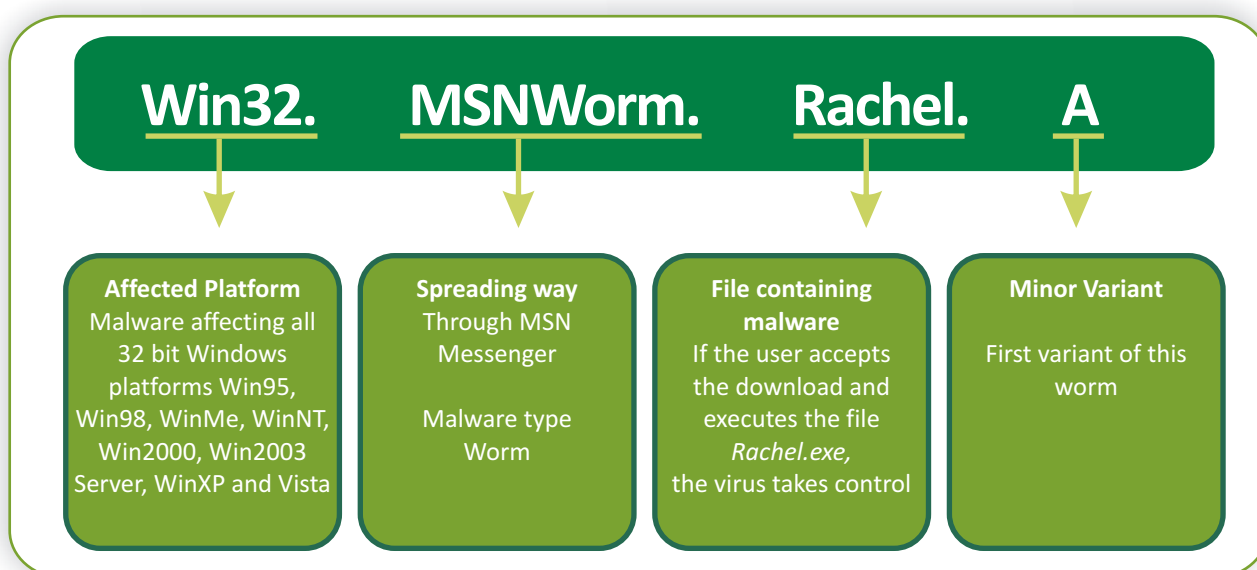 Win32. MSNWorm. Rachel. A
Affected Platform
Malware affecting all
32 bit Windows
platforms Win95,
Win98, WinMe, WinNT,
Win2000, Win2003
Server, WinXP and Vista
Spreading way
Through MSN
Messenger
Malware type
Worm
File containing
malware
If the user accepts
the download and
executes the file
Rachel.exe,
the virus takes control
Minor Variant
First variant of this
worm